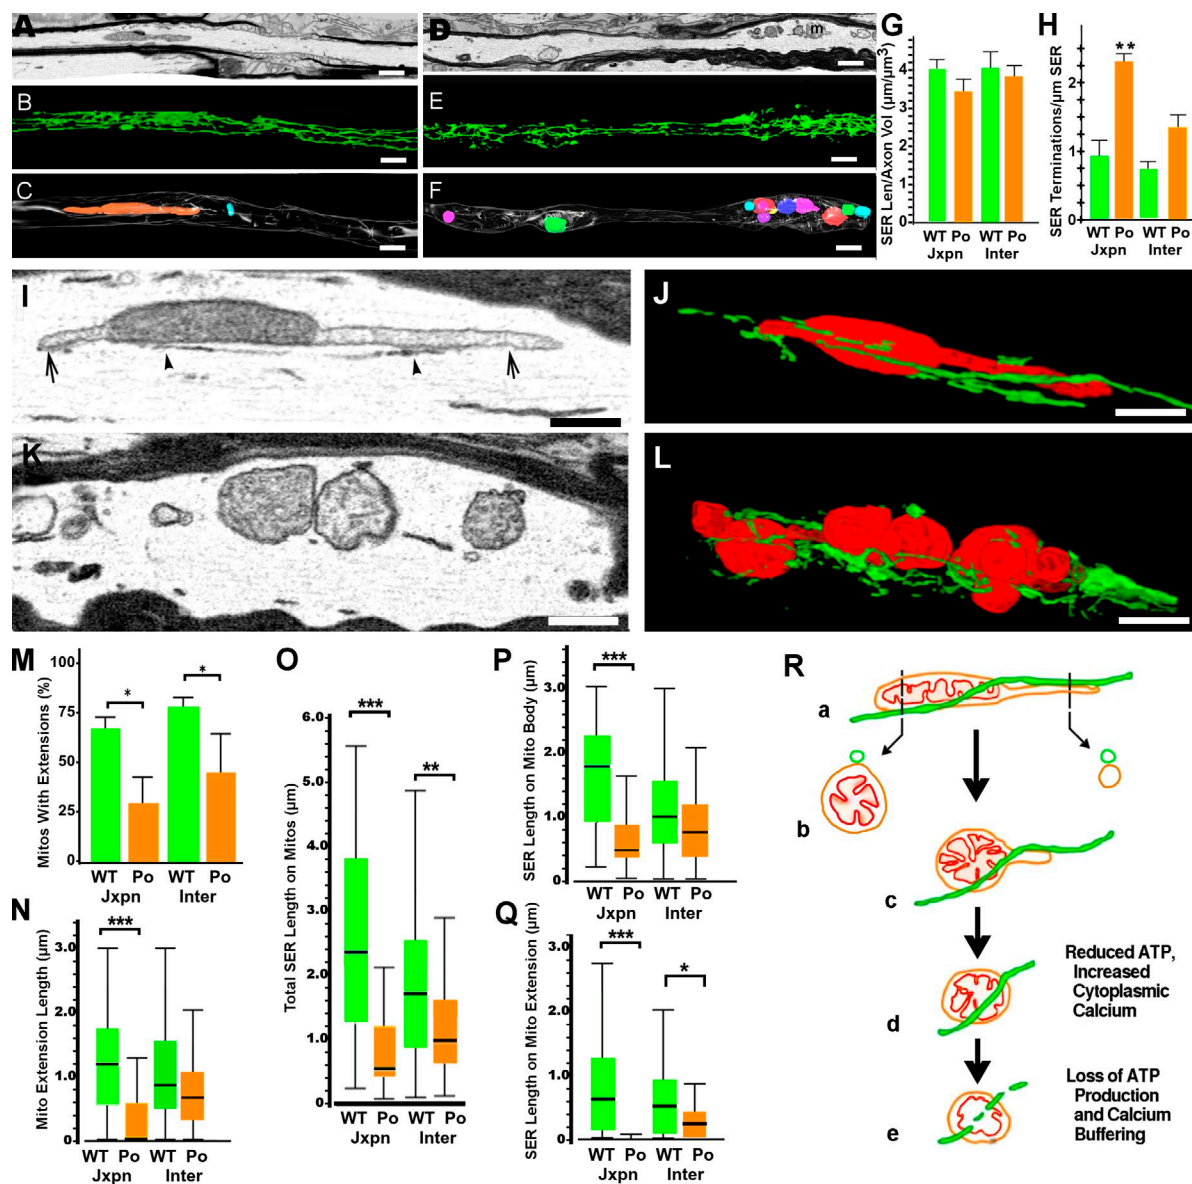 A
B
C
D
m
E
F
G
SER Len/Axon Vol (µm/µm³)
4
3
2
1
0
WT Po WT Po
Jxpn Inter
H
SER Terminations/µm SER
**
2
1
0
WT Po WT Po
Jxpn Inter
I
J
K
L
M
Mitos With Extensions (%)
100
75
50
25
0
*
*
WT Po WT Po
Jxpn Inter
N
Mito Extension Length (µm)
3.0
2.0
1.0
0
***
WT Po WT Po
Jxpn Inter
O
Total SER Length on Mitos (µm)
6.0
5.0
4.0
3.0
2.0
1.0
0
***
**
WT Po WT Po
Jxpn Inter
P
SER Length on Mito Body (µm)
3.0
2.0
1.0
0
***
WT Po WT Po
Jxpn Inter
Q
SER Length on Mito Extension (µm)
3.0
2.0
1.0
0
***
*
WT Po WT Po
Jxpn Inter
R
a
b
c
d
Reduced ATP,
Increased
Cytoplasmic
Calcium
e
Loss of ATP
Production
and Calcium
Buffering